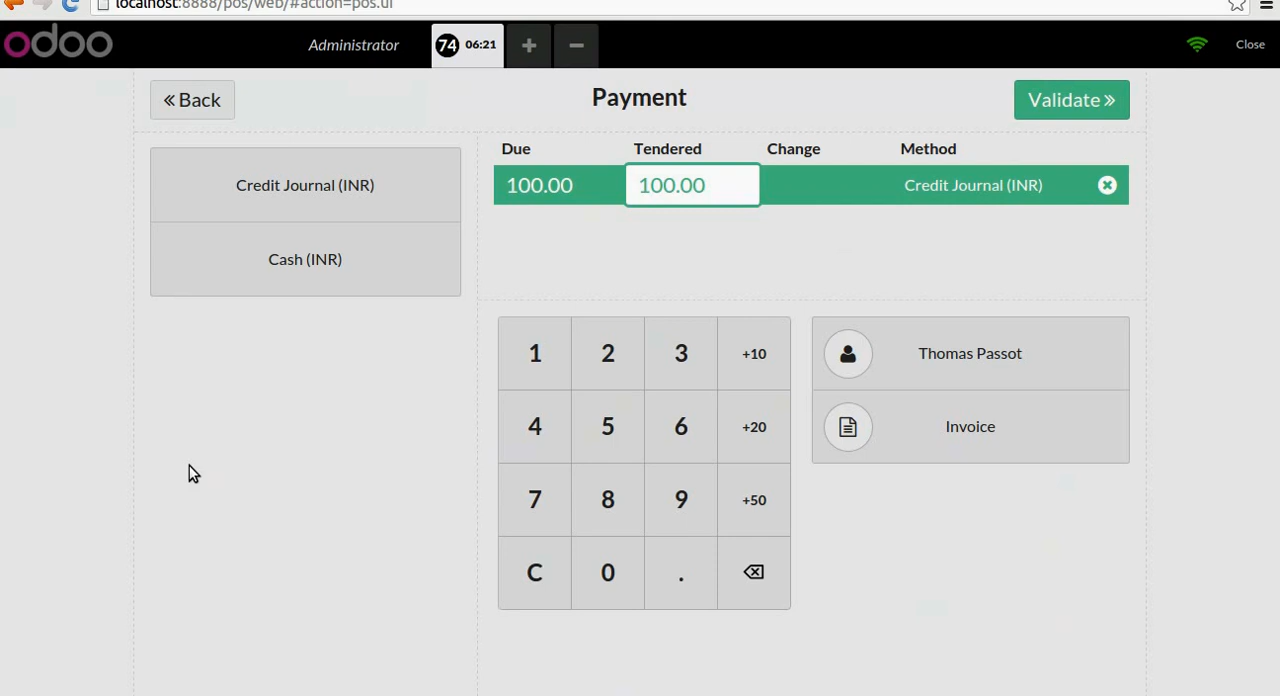 localhost:8888/pos/web/#action=pos.ui
odoo
Administrator
74 06:21
+
−
Close
Back
Payment
Validate
Due Tendered Change Method
100.00 100.00 Credit Journal (INR)
Credit Journal (INR)
Cash (INR)
1 2 3 +10
4 5 6 +20
7 8 9 +50
C 0 .
Thomas Passot
Invoice